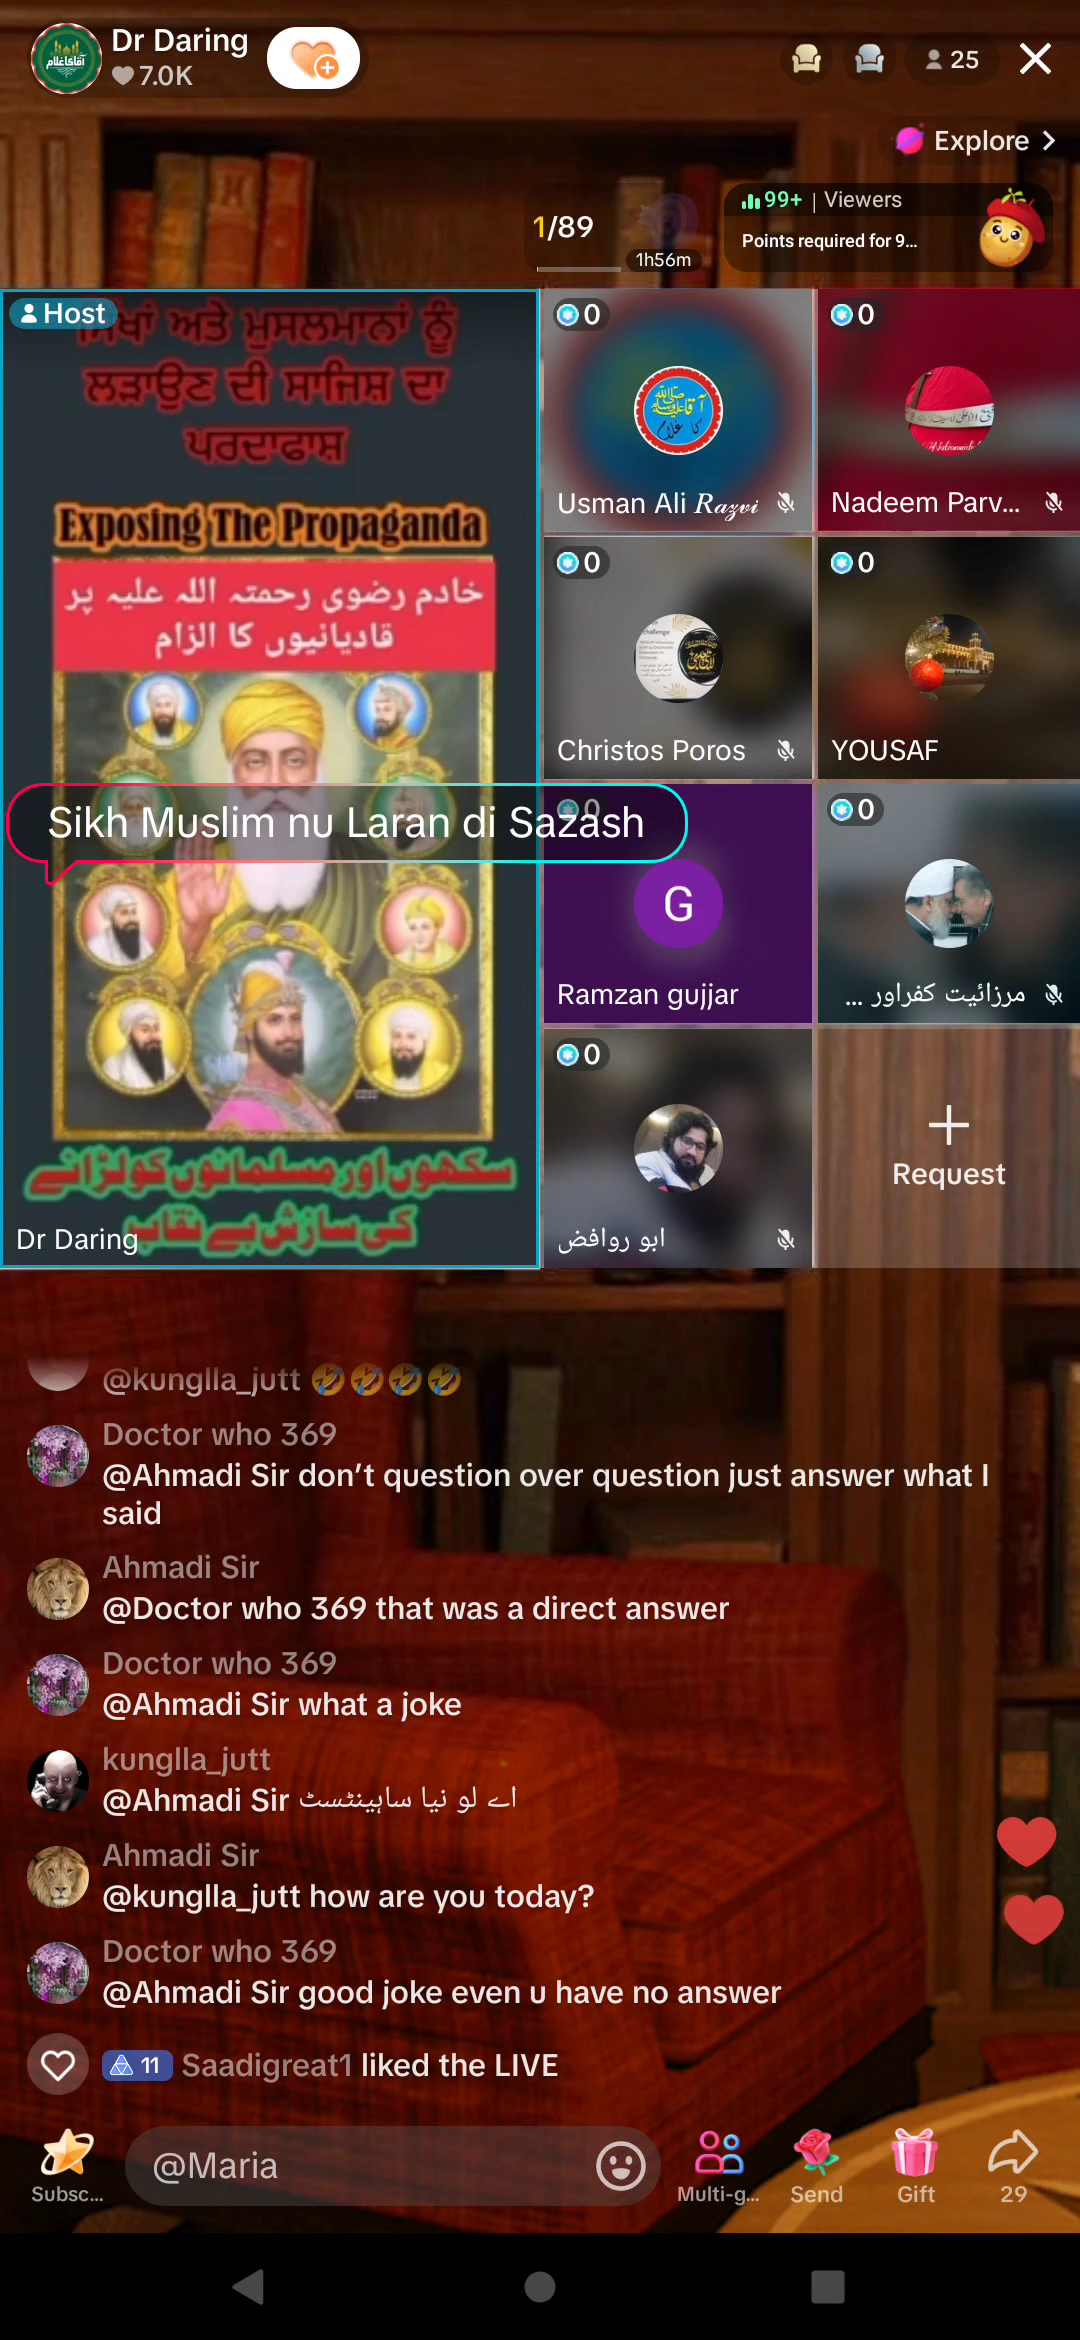 Dr Daring
7.0K
25
Explore
1/89
1h56m
99+ | Viewers
Points required for 9...
Host
ਸਿੱਖਾਂ ਅਤੇ ਮੁਸਲਮਾਨਾਂ ਨੂੰ
ਲੜਾਉਣ ਦੀ ਸਾਜਿਸ਼ ਦਾ
ਪਰਦਾਫਾਸ਼
Exposing The Propaganda
خادم رضوی رحمتہ اللہ علیہ پر
قادیانیوں کا الزام
Sikh Muslim nu Laran di Sazash
سکھوں اور مسلمانوں کو لڑانے
کی سازش بے نقاب
Dr Daring
0
Usman Ali Razvi
0
Nadeem Parv...
0
Christos Poros
0
YOUSAF
0
G
Ramzan gujjar
0
مرزائیت کفراور ...
0
ابو روافض
Request
@kunglla_jutt 🤣🤣🤣🤣
Doctor who 369
@Ahmadi Sir don't question over question just answer what I
said
Ahmadi Sir
@Doctor who 369 that was a direct answer
Doctor who 369
@Ahmadi Sir what a joke
kunglla_jutt
@Ahmadi Sir اے لو نیا ساہینٹسٹ
Ahmadi Sir
@kunglla_jutt how are you today?
Doctor who 369
@Ahmadi Sir good joke even u have no answer
11 Saadigreat1 liked the LIVE
Subsc...
@Maria
Multi-g...
Send
Gift
29